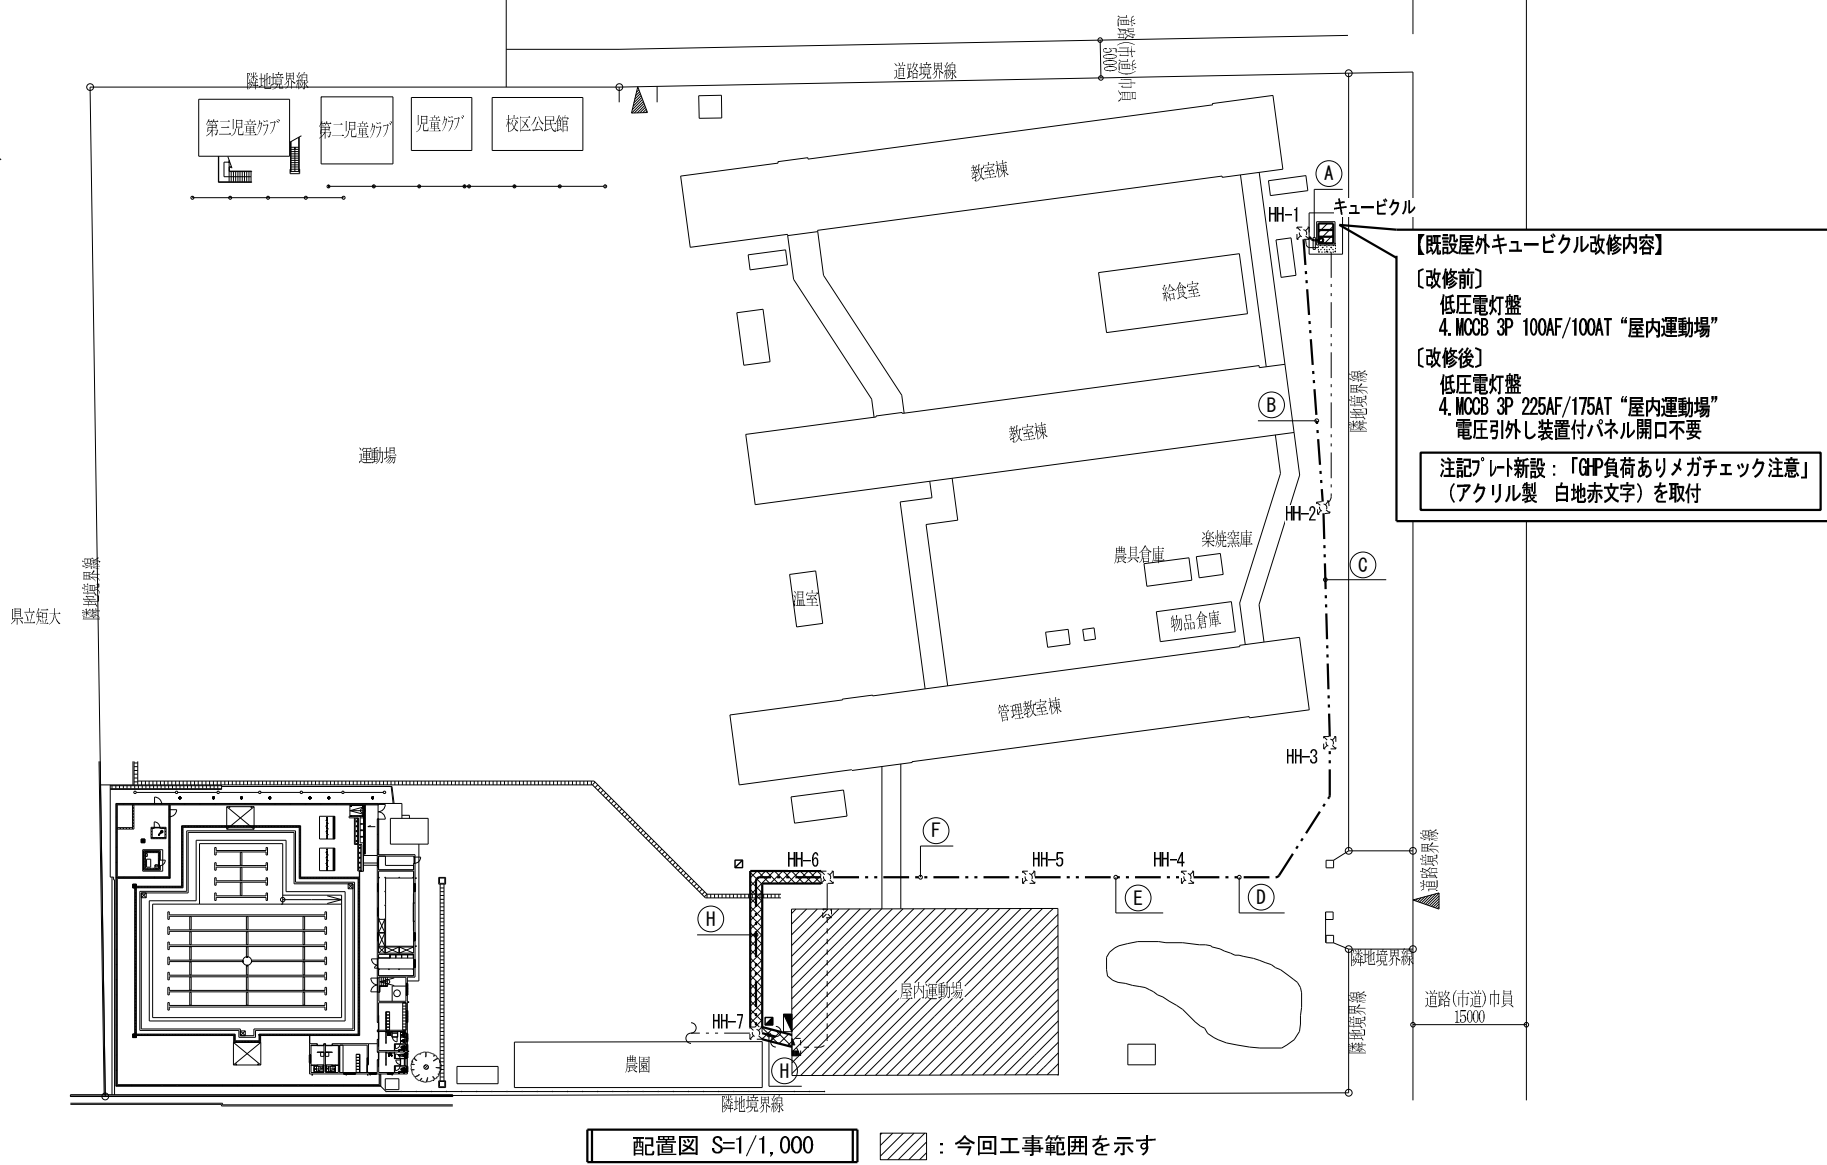 道路(市道)巾員
5000
隣地境界線
道路境界線
第三児童ｸﾗﾌﾞ
第二児童ｸﾗﾌﾞ
児童ｸﾗﾌﾞ
校区公民館
教室棟
A
キュービクル
HH-1
【既設屋外キュービクル改修内容】
〔改修前〕
低圧電灯盤
4. MCCB 3P 100AF/100AT “屋内運動場”
〔改修後〕
低圧電灯盤
4. MCCB 3P 225AF/175AT “屋内運動場”
電圧引外し装置付パネル開口不要
注記ﾌﾟﾚｰﾄ新設：「GHP負荷ありメガチェック注意」
（アクリル製　白地赤文字）を取付
給食室
隣地境界線
B
教室棟
運動場
HH-2
楽焼窯庫
農具倉庫
C
隣地境界線
温室
県立短大
物品倉庫
管理教室棟
HH-3
F
HH-6
HH-5
HH-4
道路境界線
E
D
H
隣地境界線
屋内運動場
道路(市道)巾員
15000
隣地境界線
HH-7
農園
H
隣地境界線
配置図 S=1/1,000
：今回工事範囲を示す